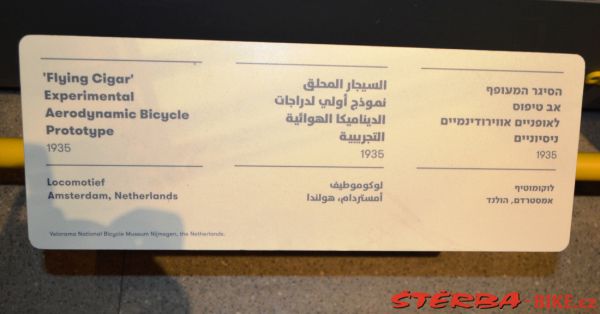 'Flying Cigar'
Experimental
Aerodynamic Bicycle
Prototype
1935
Locomotief
Amsterdam, Netherlands
Velorama National Bicycle Museum Nijmegen, the Netherlands.
السيجار المحلق
نموذج أولي لدراجات
الديناميكا الهوائية
التجريبية
1935
لوكوموطيف
أمستردام، هولندا
הסיגר המעופף
אב טיפוס
לאופניים אווירודינמיים
ניסיוניים
1935
לוקומוטיף
אמסטרדם, הולנד
ŠTĚRBA-BIKE.cz